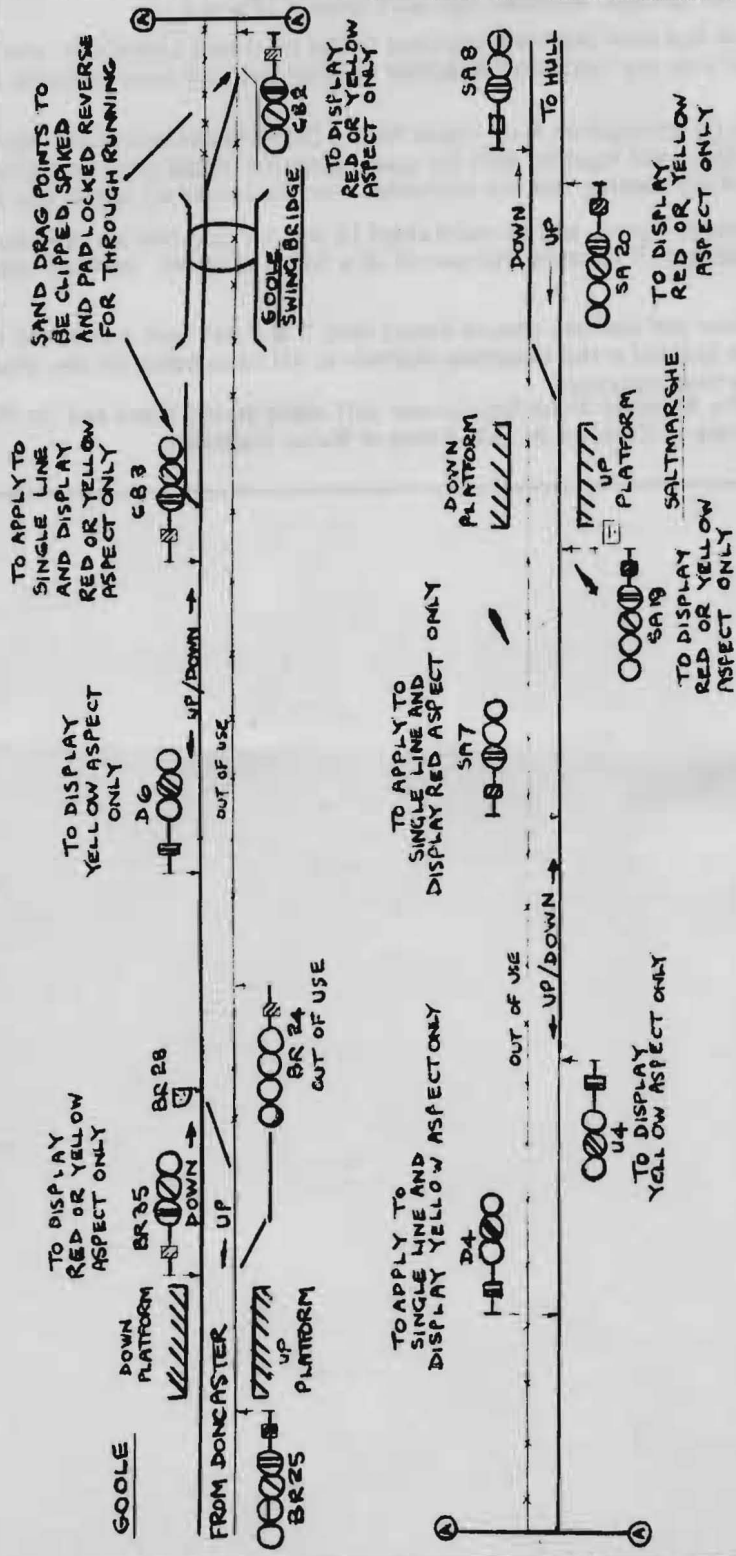 GOOLE
DOWN
PLATFORM
FROM DONCASTER
UP
PLATFORM
BR25
TO DISPLAY
RED OR YELLOW
ASPECT ONLY
BR35
DOWN
UP
BR28
BR24
OUT OF USE
TO DISPLAY
YELLOW ASPECT
ONLY
D6
UP/DOWN
OUT OF USE
TO APPLY TO
SINGLE LINE
AND DISPLAY
RED OR YELLOW
ASPECT ONLY
GB3
SAND DRAG POINTS TO
BE CLIPPED, SPIKED
AND PADLOCKED REVERSE
FOR THROUGH RUNNING
GOOLE
SWING BRIDGE
GB2
TO DISPLAY
RED OR YELLOW
ASPECT ONLY
A
A
A
A
TO APPLY TO
SINGLE LINE AND
DISPLAY YELLOW ASPECT ONLY
D4
OUT OF USE
UP/DOWN
U4
TO DISPLAY
YELLOW ASPECT ONLY
TO APPLY TO
SINGLE LINE AND
DISPLAY RED ASPECT ONLY
SA7
DOWN
PLATFORM
UP
PLATFORM
SALTMARSHE
SA19
TO DISPLAY
RED OR YELLOW
ASPECT ONLY
SA8
DOWN
UP
TO HULL
SA20
TO DISPLAY
RED OR YELLOW
ASPECT ONLY